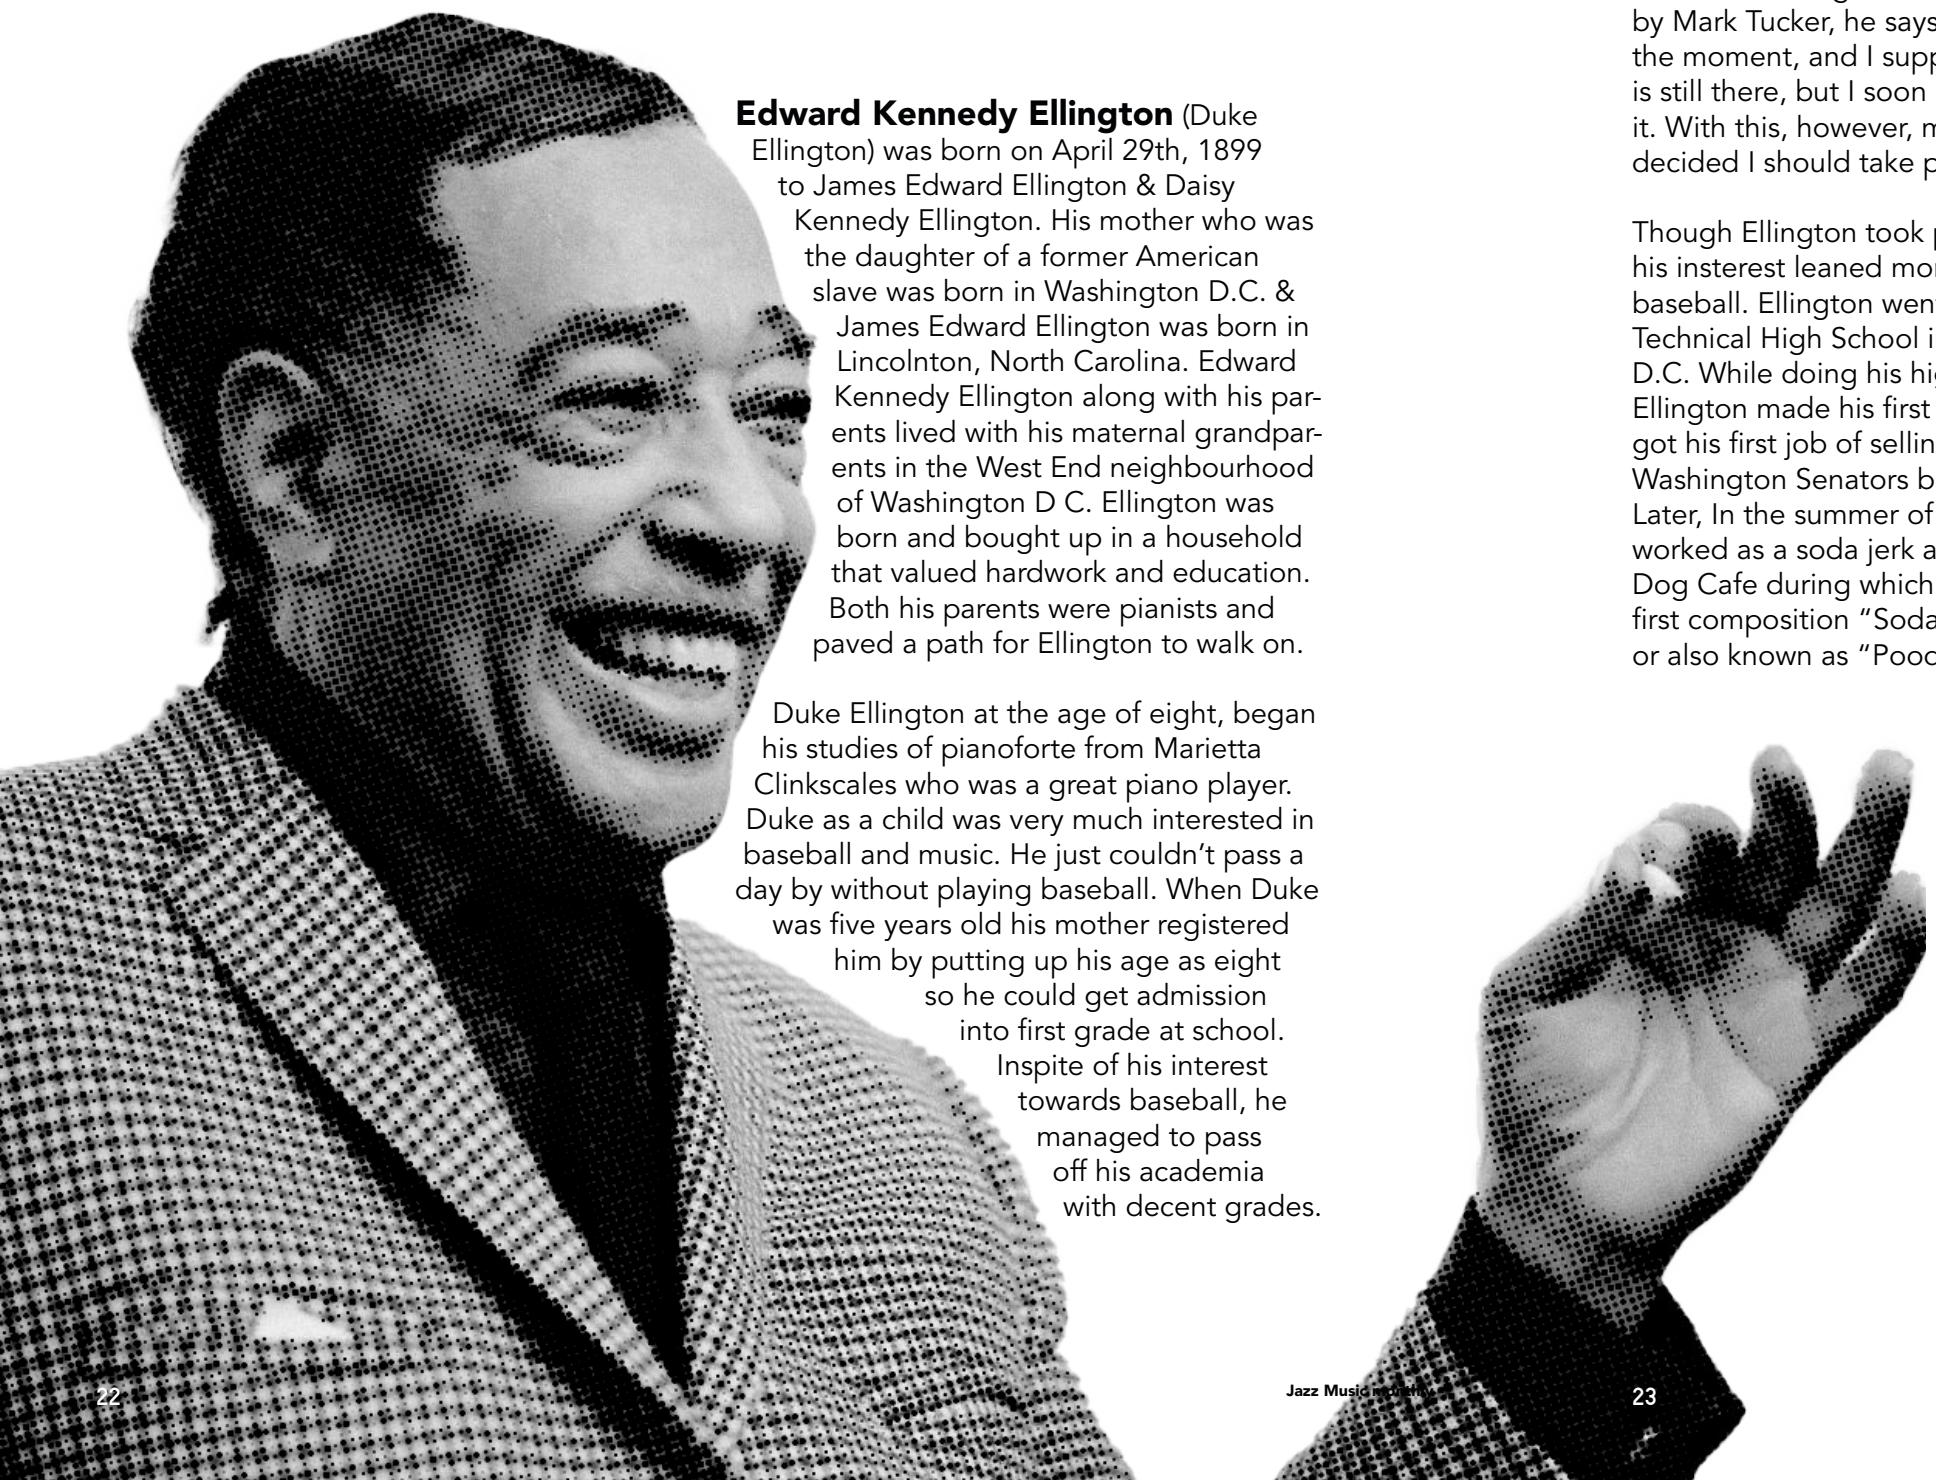 Edward Kennedy Ellington (Duke
Ellington) was born on April 29th, 1899
to James Edward Ellington & Daisy
Kennedy Ellington. His mother who was
the daughter of a former American
slave was born in Washington D.C. &
James Edward Ellington was born in
Lincolnton, North Carolina. Edward
Kennedy Ellington along with his par-
ents lived with his maternal grandpar-
ents in the West End neighbourhood
of Washington D C. Ellington was
born and bought up in a household
that valued hardwork and education.
Both his parents were pianists and
paved a path for Ellington to walk on.
Duke Ellington at the age of eight, began
his studies of pianoforte from Marietta
Clinkscales who was a great piano player.
Duke as a child was very much interested in
baseball and music. He just couldn't pass a
day by without playing baseball. When Duke
was five years old his mother registered
him by putting up his age as eight
so he could get admission
into first grade at school.
Inspite of his interest
towards baseball, he
managed to pass
off his academia
with decent grades.
22
by Mark Tucker, he says
the moment, and I
is still there, but I soon
it. With this, however,
decided I should take
Though Ellington took
his insterest leaned
baseball. Ellington
Technical High School
D.C. While doing his
Ellington made his first
got his first job of
Washington Senators
Later, In the summer of
worked as a soda jerk
Dog Cafe during which
first composition “Soda
or also known as
Jazz Music monthly
23